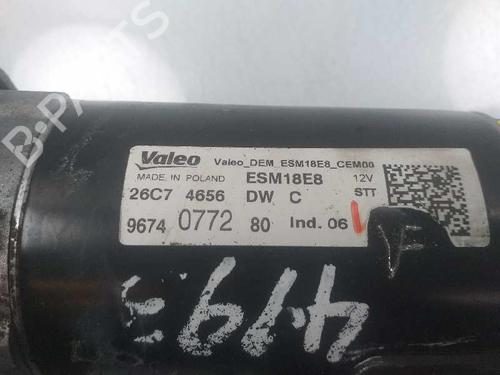 B-PARTS
Valeo Valeo_DEM_ESM18E8_CEM00
MADE IN POLAND ESM18E8 12V
26C7 4656 DW C STT
9674 0772 80 Ind. 06